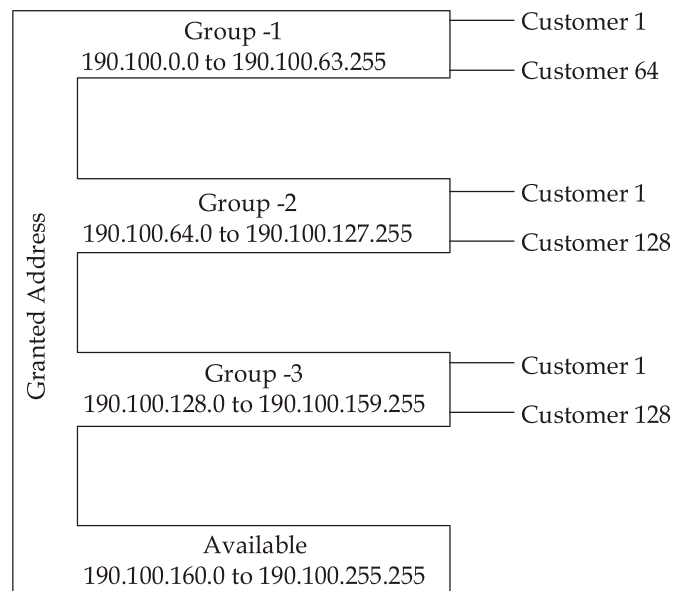 Granted Address
Group -1
190.100.0.0 to 190.100.63.255
Customer 1
Customer 64
Group -2
190.100.64.0 to 190.100.127.255
Customer 1
Customer 128
Group -3
190.100.128.0 to 190.100.159.255
Customer 1
Customer 128
Available
190.100.160.0 to 190.100.255.255